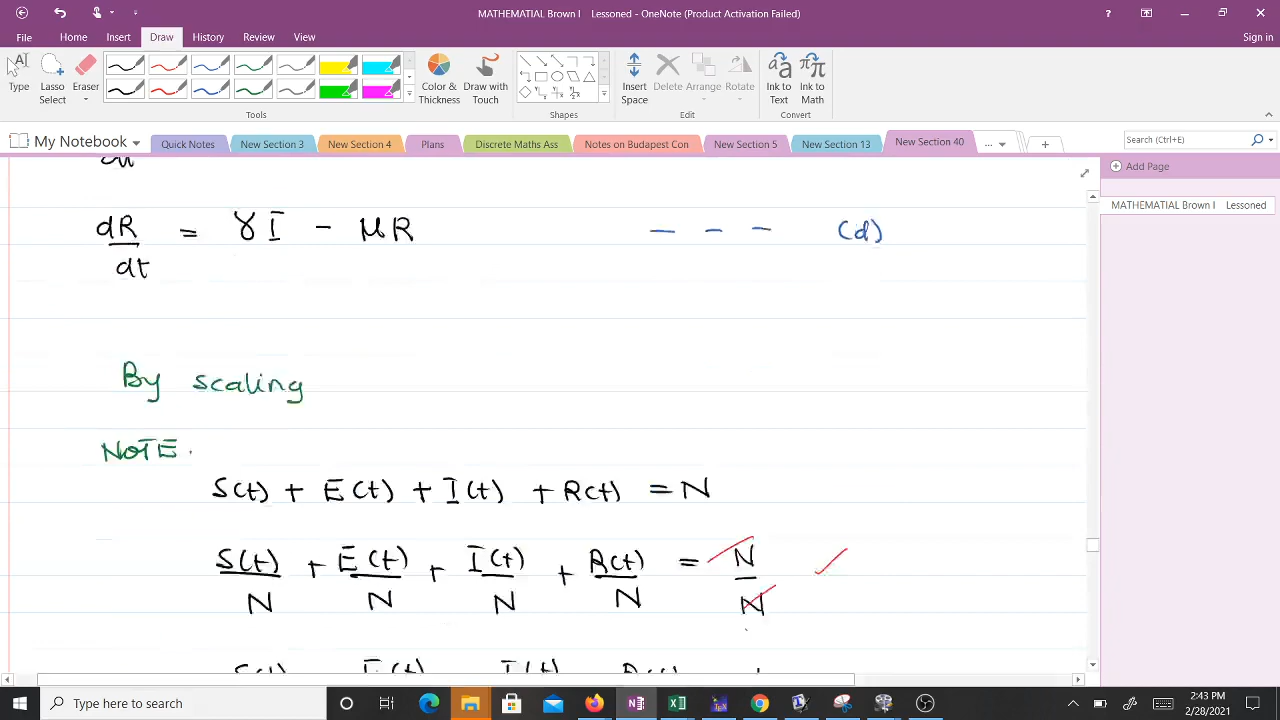 MATHEMATIAL Brown I    Lessoned - OneNote (Product Activation Failed)
File Home Insert Draw History Review View Sign in
Type Lasso Select Eraser Color & Thickness Draw with Touch Insert Space Delete Arrange Rotate Ink to Text Ink to Math
Tools Shapes Edit Convert
My Notebook Quick Notes New Section 3 New Section 4 Plans Discrete Maths Ass Notes on Budapest Con New Section 5 New Section 13 New Section 40 ... Search (Ctrl+E)
Add Page
MATHEMATIAL Brown I    Lessoned
dR/dt = γI - μR - - - (d)
By scaling
NOTE.
S(t) + E(t) + I(t) + R(t) = N
S(t)/N + E(t)/N + I(t)/N + R(t)/N = N/N
Type here to search
2:43 PM
2/28/2021